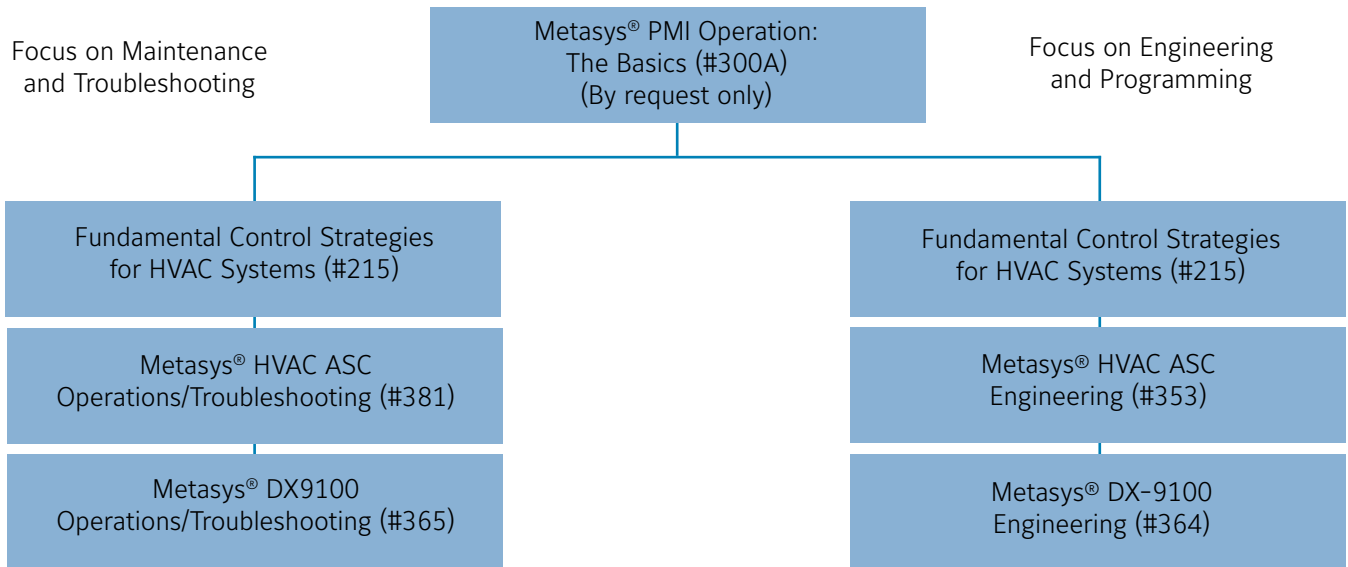 Focus on Maintenance
and Troubleshooting
Metasys® PMI Operation:
The Basics (#300A)
(By request only)
Focus on Engineering
and Programming
Fundamental Control Strategies
for HVAC Systems (#215)
Metasys® HVAC ASC
Operations/Troubleshooting (#381)
Metasys® DX9100
Operations/Troubleshooting (#365)
Fundamental Control Strategies
for HVAC Systems (#215)
Metasys® HVAC ASC
Engineering (#353)
Metasys® DX-9100
Engineering (#364)